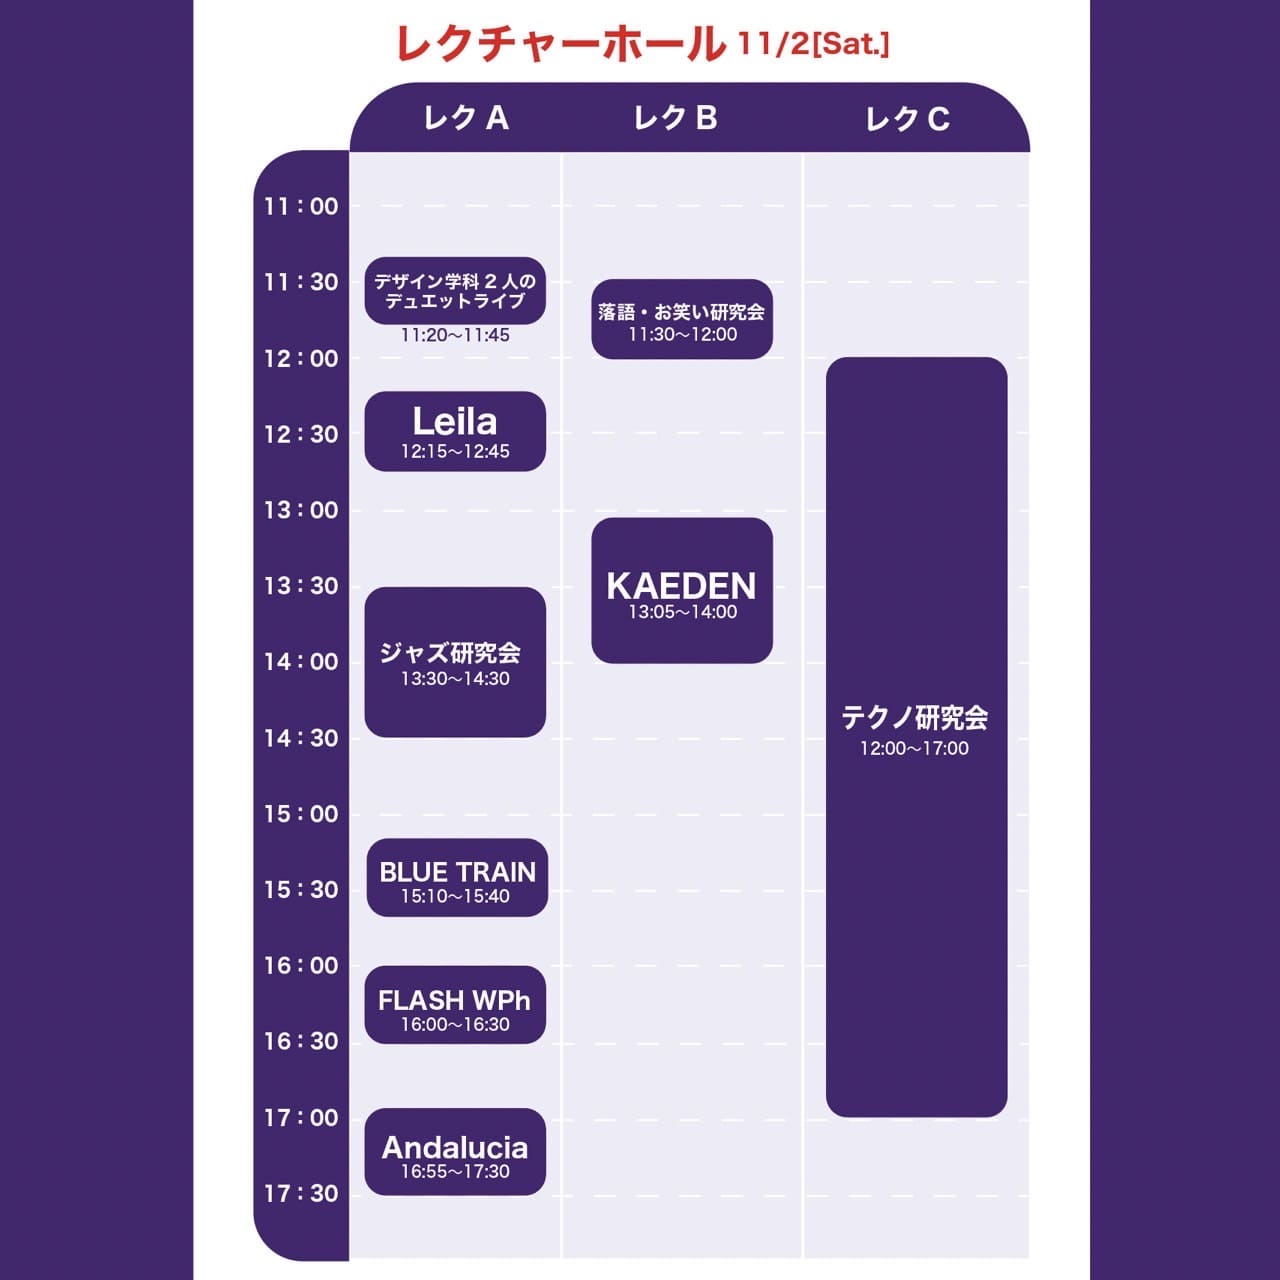 レクチャーホール 11/2[Sat.]
レク A
レク B
レク C
11：00
11：30
12：00
12：30
13：00
13：30
14：00
14：30
15：00
15：30
16：00
16：30
17：00
17：30
デザイン学科 2 人の
デュエットライブ
11:20〜11:45
Leila
12:15〜12:45
ジャズ研究会
13:30〜14:30
BLUE TRAIN
15:10〜15:40
FLASH WPh
16:00〜16:30
Andalucia
16:55〜17:30
落語・お笑い研究会
11:30〜12:00
KAEDEN
13:05〜14:00
テクノ研究会
12:00〜17:00